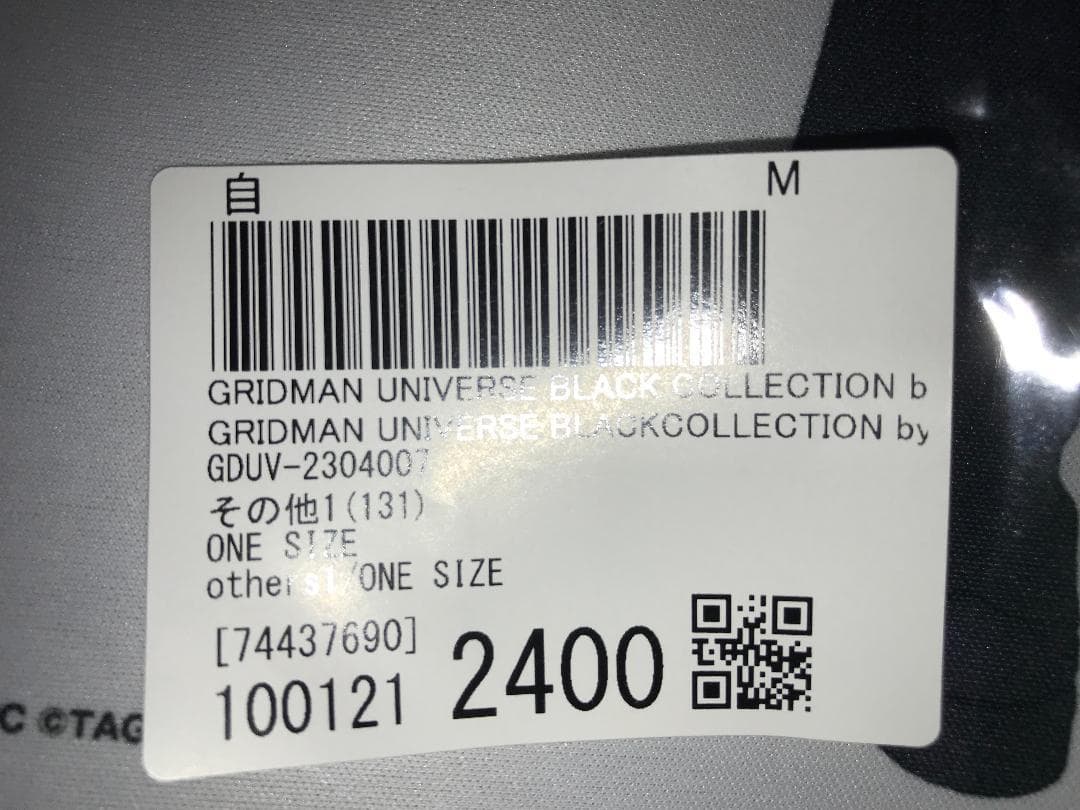 自 M
GRIDMAN UNIVERSE BLACK COLLECTION b
GRIDMAN UNIVERSE BLACKCOLLECTION by
GDUV-2304007
その他1(131)
ONE SIZE
others1/ONE SIZE
[74437690]
100121 2400
C ©TAG